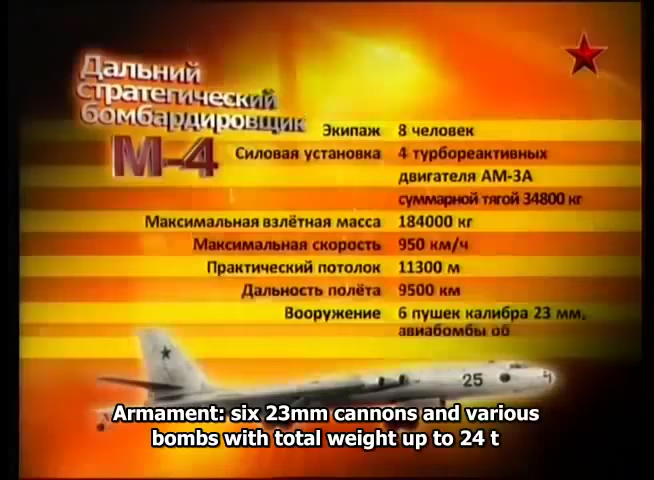 Дальний
стратегический
бомбардировщик
М-4
Экипаж 8 человек
Силовая установка 4 турбореактивных
двигателя АМ-3А
суммарной тягой 34800 кг
Максимальная взлётная масса 184000 кг
Максимальная скорость 950 км/ч
Практический потолок 11300 м
Дальность полёта 9500 км
Вооружение 6 пушек калибра 23 мм,
авиабомбы об
25
Armament: six 23mm cannons and various
bombs with total weight up to 24 t